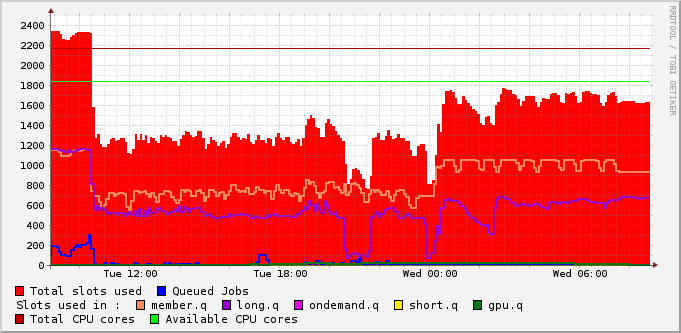 2400
2200
2000
1800
1600
1400
1200
1000
800
600
400
200
0
Tue 12:00 Tue 18:00 Wed 00:00 Wed 06:00
Total slots used Queued Jobs
Slots used in : member.q long.q ondemand.q short.q gpu.q
Total CPU cores Available CPU cores
RRDTOOL / TOBI OETIKER